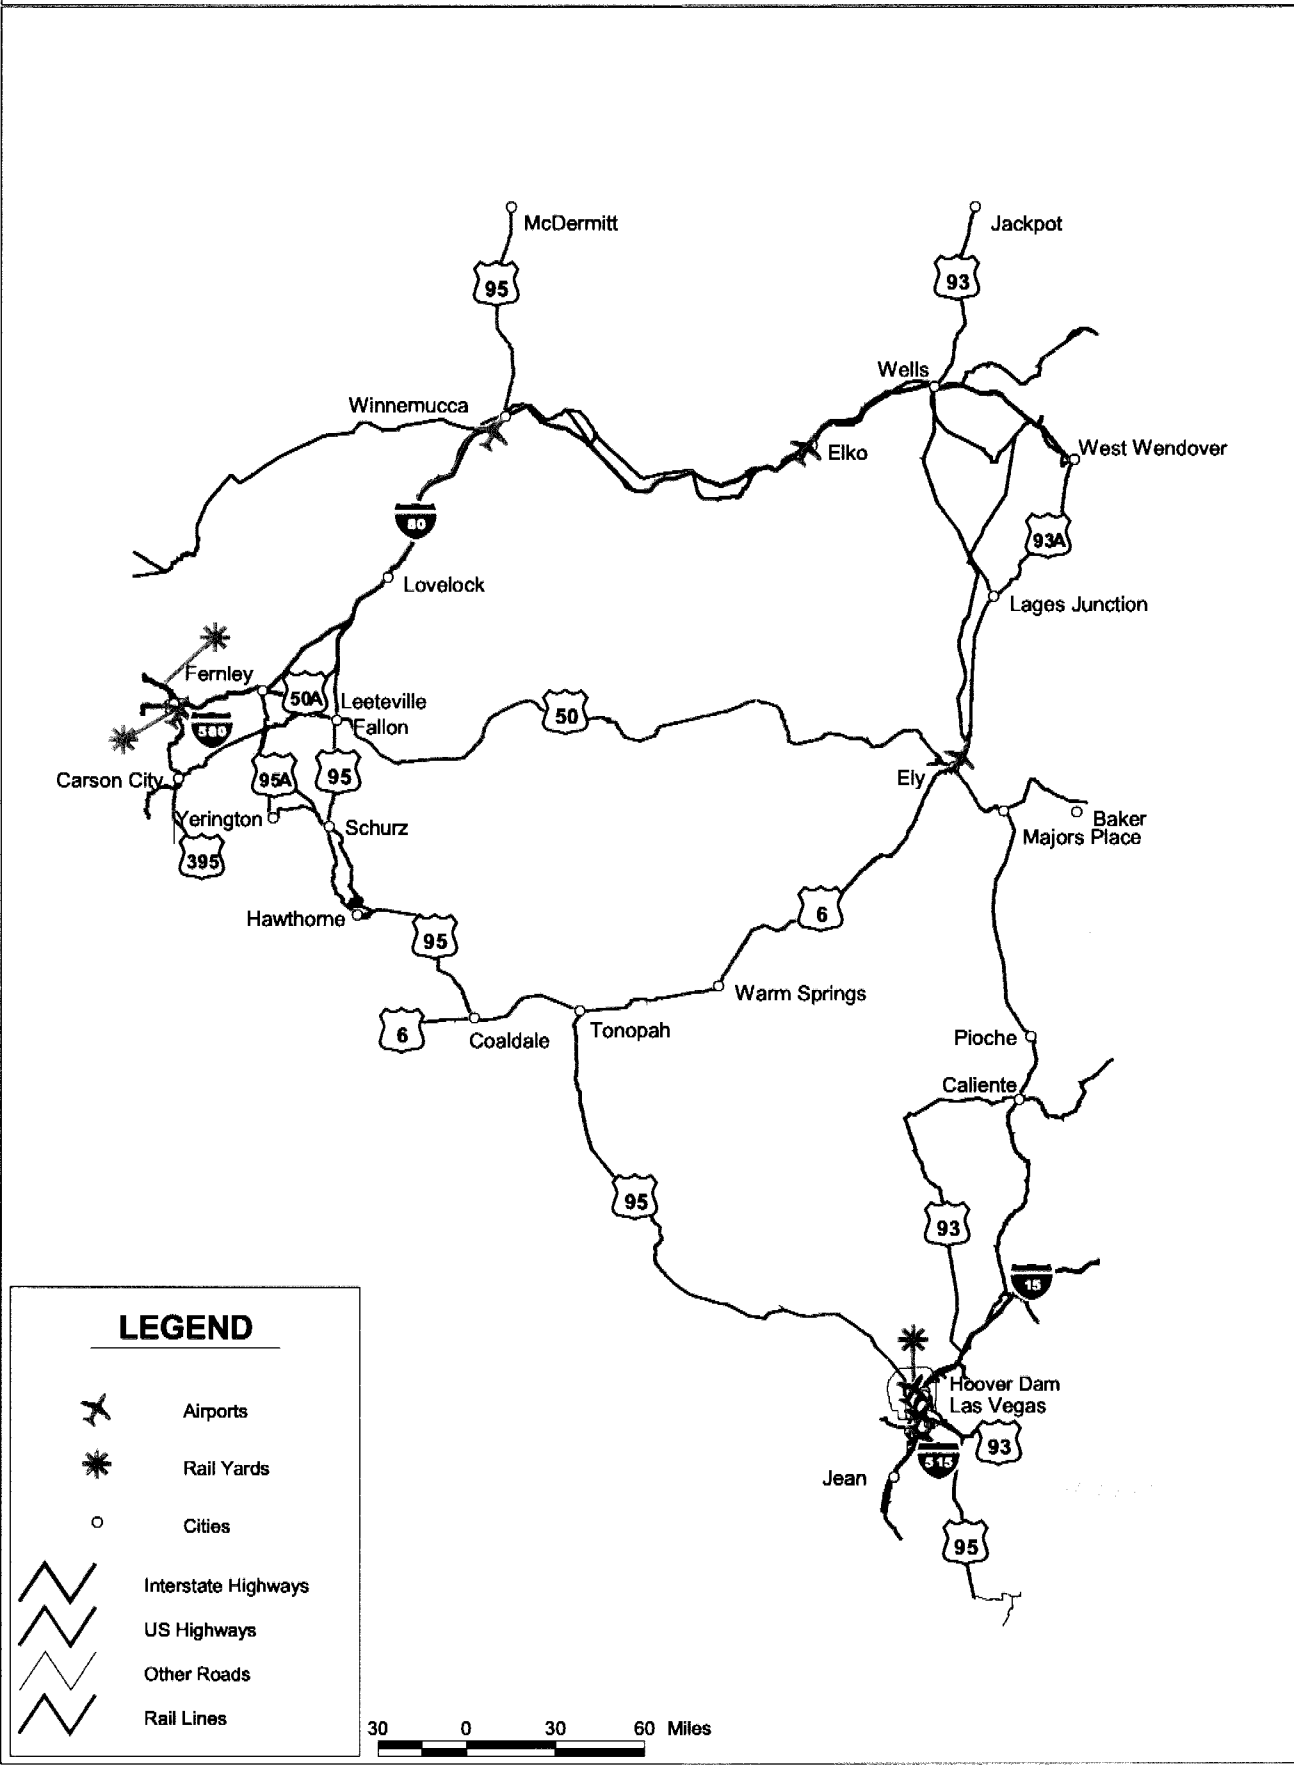 McDermitt
Jackpot
95
93
Wells
Winnemucca
Elko
West Wendover
80
93A
Lovelock
Lages Junction
Fernley
50A
Leeteville
50
Fallon
580
Carson City
95A
95
Ely
Yerington
Schurz
Baker
Majors Place
395
6
Hawthorne
95
Warm Springs
6
Coaldale
Tonopah
Pioche
Caliente
95
93
15
Hoover Dam
Las Vegas
93
515
Jean
95
LEGEND
Airports
Rail Yards
Cities
Interstate Highways
US Highways
Other Roads
Rail Lines
30 0 30 60 Miles